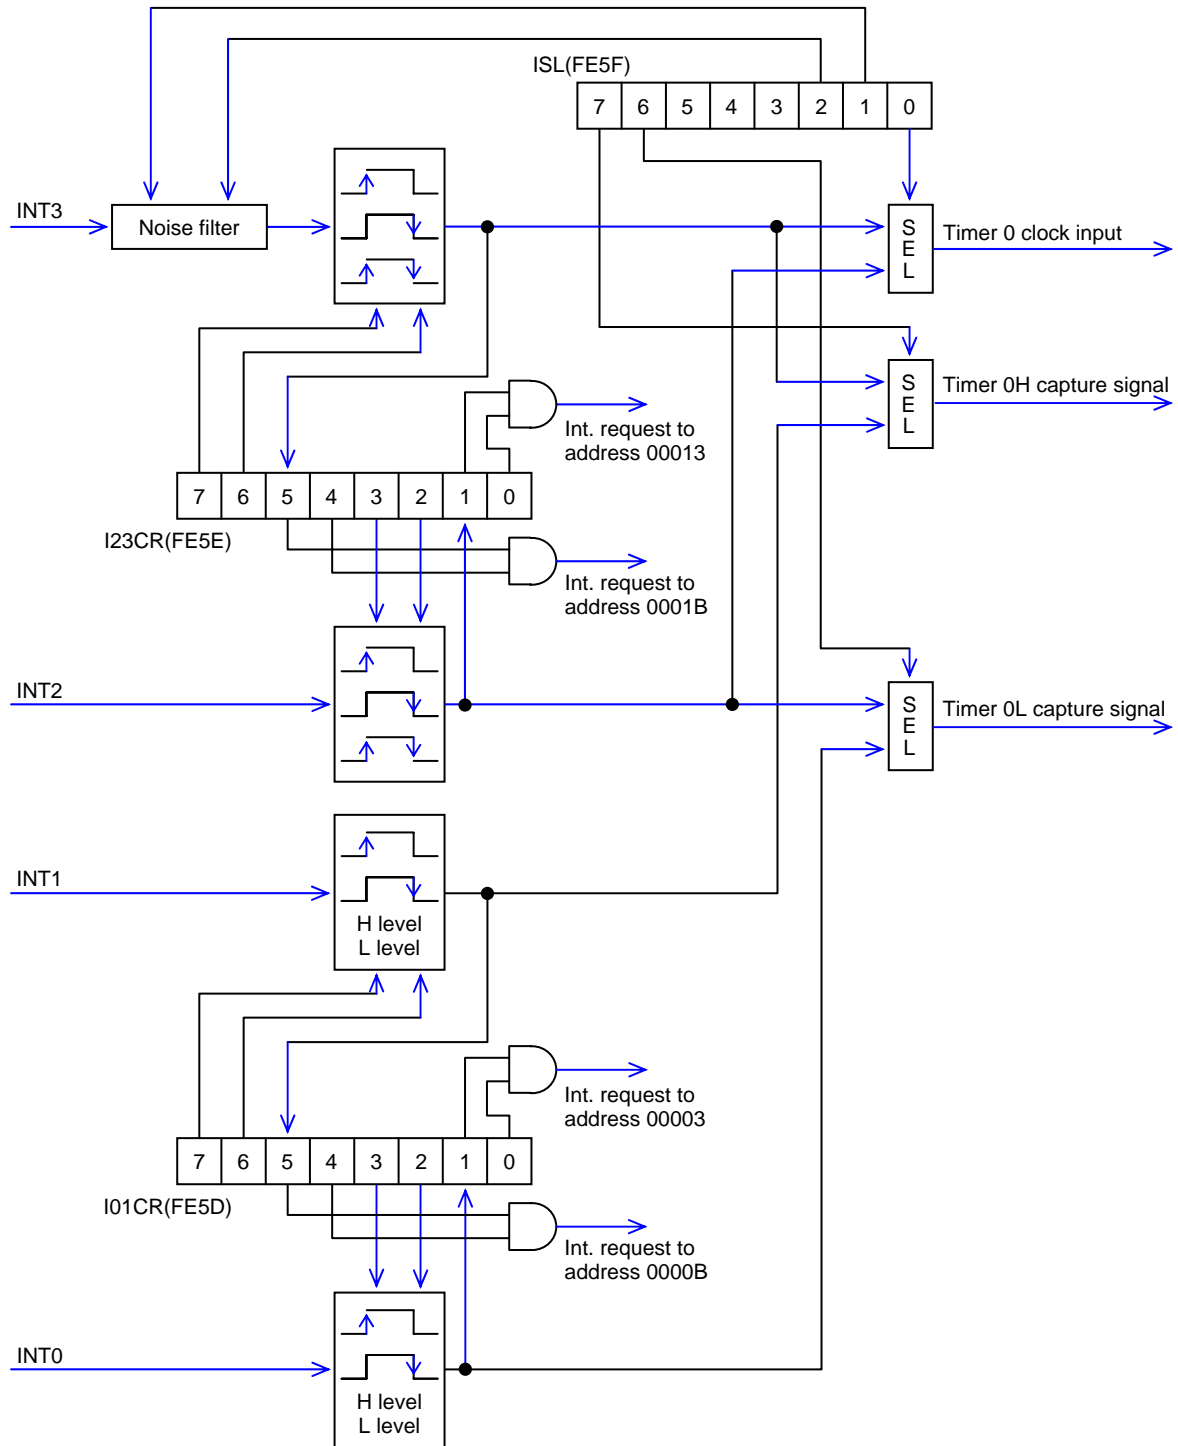 ISL(FE5F)
7 6 5 4 3 2 1 0
INT3
Noise filter
S
E
L
Timer 0 clock input
S
E
L
Timer 0H capture signal
Int. request to
address 00013
7 6 5 4 3 2 1 0
I23CR(FE5E)
Int. request to
address 0001B
INT2
S
E
L
Timer 0L capture signal
INT1
H level
L level
Int. request to
address 00003
7 6 5 4 3 2 1 0
I01CR(FE5D)
Int. request to
address 0000B
INT0
H level
L level